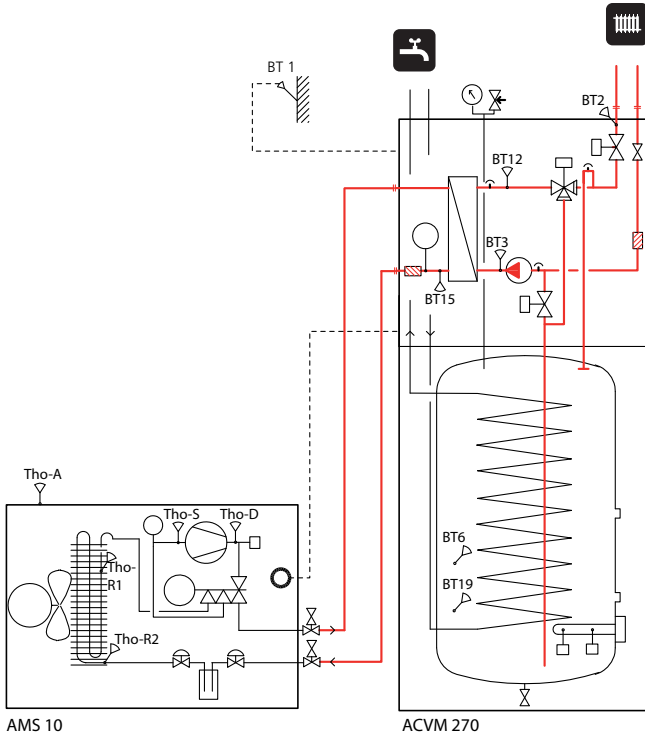 BT 1
BT2
BT12
BT3
BT15
Tho-A
Tho-S
Tho-D
Tho-
R1
BT6
BT19
Tho-R2
AMS 10
ACVM 270